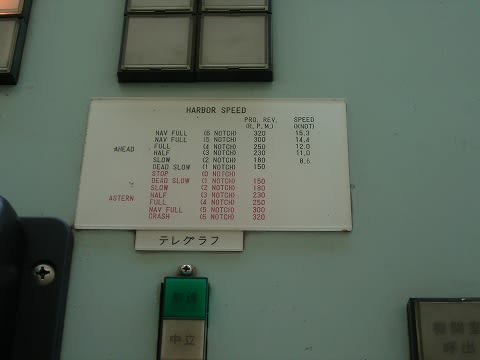 HARBOR SPEED
PRO. REV. SPEED
(R.P.M.) (KNOT)
NAV FULL (6 NOTCH) 320 15.3
NAV FULL (5 NOTCH) 300 14.4
FULL (4 NOTCH) 250 12.0
AHEAD HALF (3 NOTCH) 230 11.0
SLOW (2 NOTCH) 180 8.6
DEAD SLOW (1 NOTCH) 150
STOP (0 NOTCH)
DEAD SLOW (1 NOTCH) 150
SLOW (2 NOTCH) 180
ASTERN HALF (3 NOTCH) 230
FULL (4 NOTCH) 250
NAV FULL (5 NOTCH) 300
CRASH (6 NOTCH) 320
テレグラフ
中立
呼出